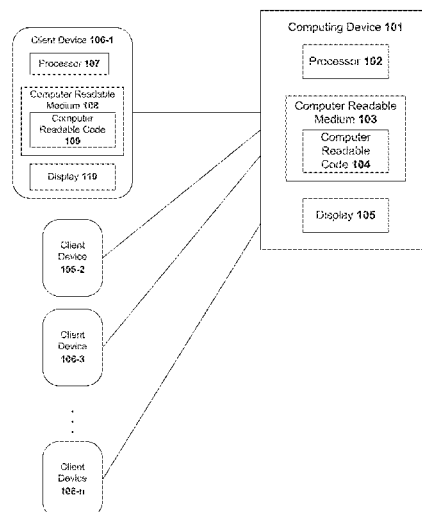 Client Device 106-1
Processor 107
Computer Readable
Medium 108
Computer
Readable Code
109
Display 110
Client
Device
106-2
Client
Device
106-3
Client
Device
106-n
Computing Device 101
Processor 102
Computer Readable
Medium 103
Computer
Readable
Code 104
Display 105